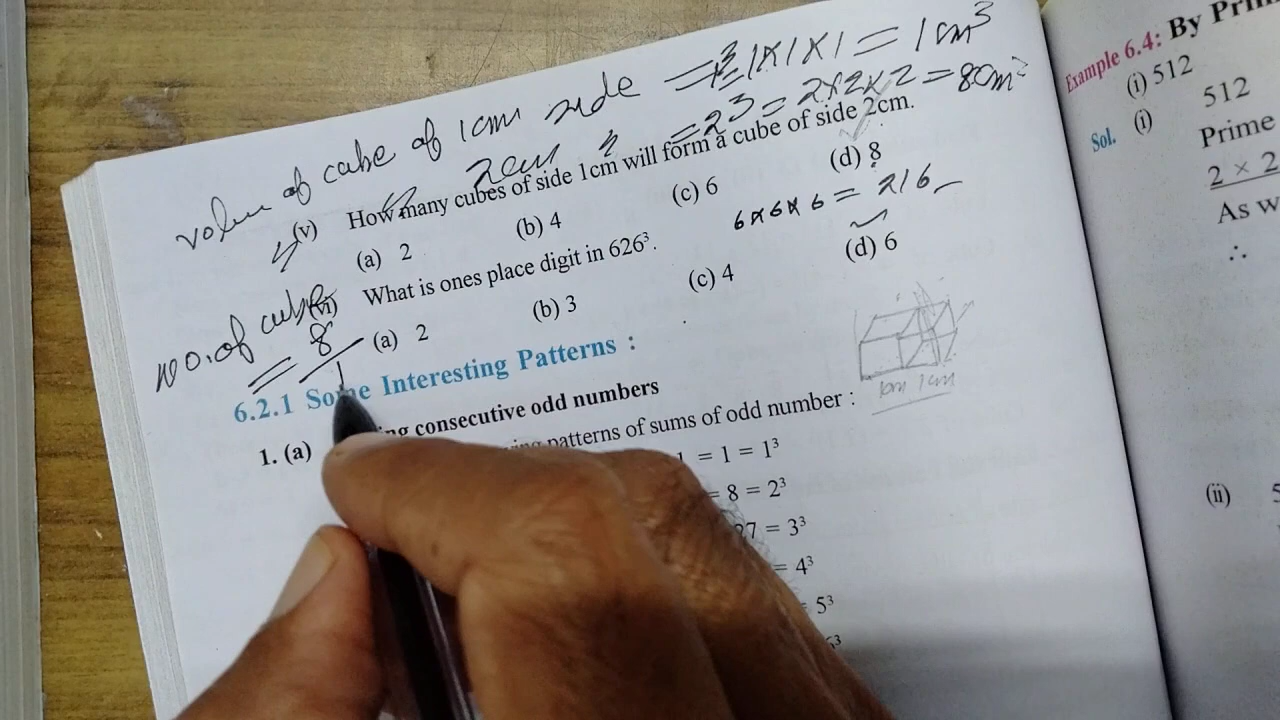 volume of cube of 1cm side = 1×1×1 = 1cm³
2cm = 2³ = 2×2×2 = 8cm³
(v) How many cubes of side 1cm will form a cube of side 2cm.
(a) 2 (b) 4 (c) 6 (d) 8
6×6×6 = 216
(vi) What is ones place digit in 626³.
(a) 2 (b) 3 (c) 4 (d) 6
No. of cube
= 8/1
1cm 1cm
6.2.1 Some Interesting Patterns :
consecutive odd numbers
1. (a) patterns of sums of odd number :
= 1 = 1³
= 8 = 2³
27 = 3³
= 4³
5³
Example 6.4: By
(i) 512
Sol. (i) 512
Prime
2 × 2
As w
∴
(ii) 5